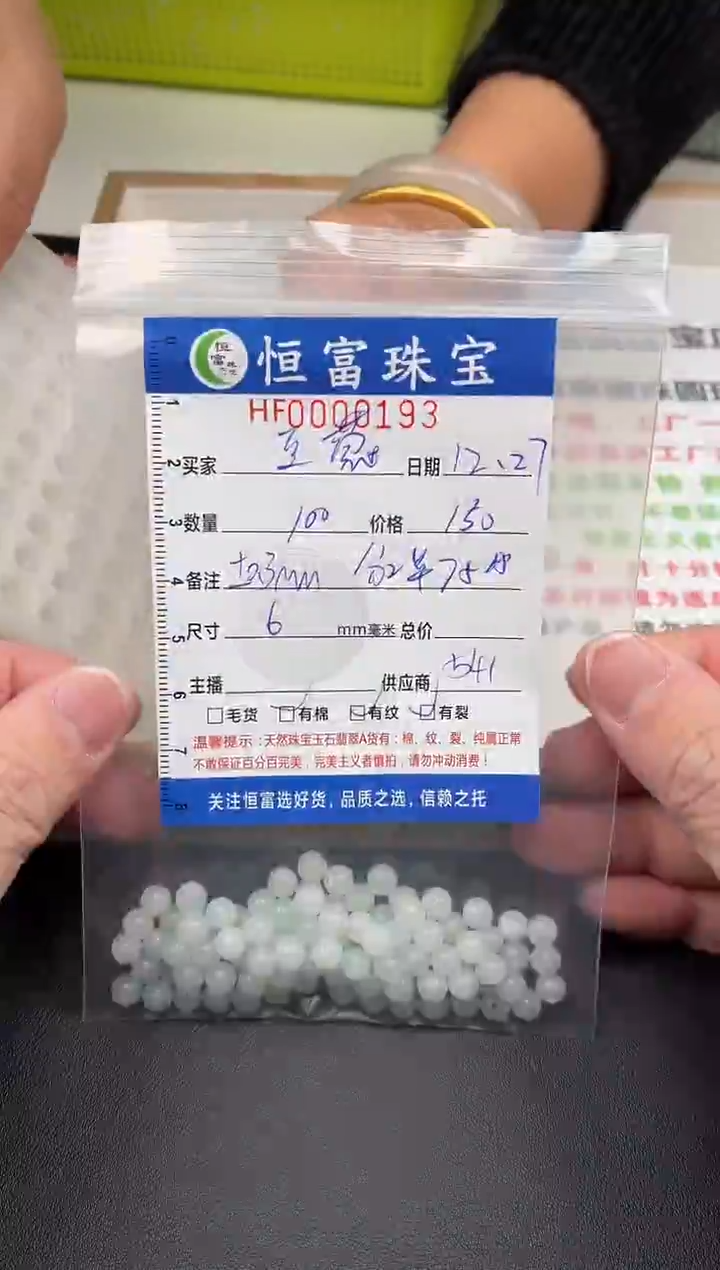 恒富珠宝
HF0000193
买家 日期 12.27
数量 100 价格 150
备注 ±0.3mm
尺寸 6 mm毫米 总价
主播 供应商 541
毛货 有棉 有纹 有裂
温馨提示：天然珠宝玉石翡翠A货有：棉、纹、裂、纯属正常
不敢保证百分百完美，完美主义者慎拍，请勿冲动消费！
关注恒富选好货，品质之选，信赖之托